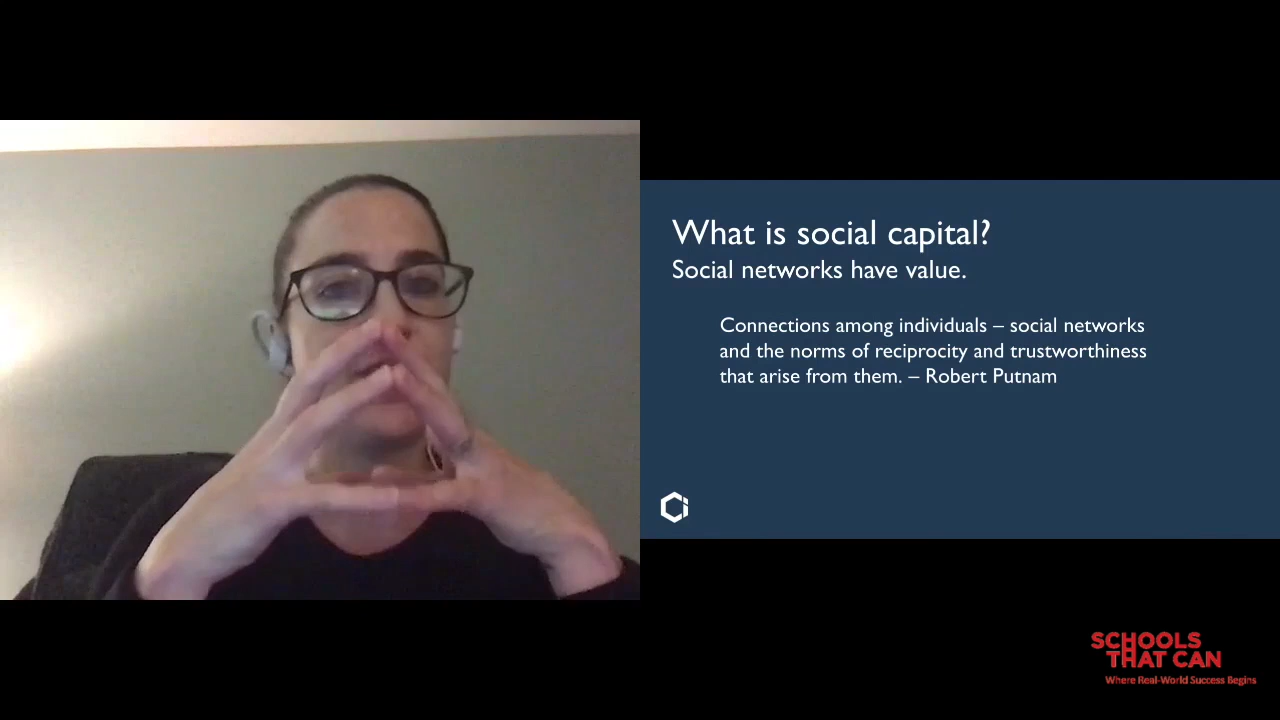 What is social capital?
Social networks have value.
Connections among individuals – social networks
and the norms of reciprocity and trustworthiness
that arise from them. – Robert Putnam
SCHOOLS
THAT CAN
Where Real-World Success Begins